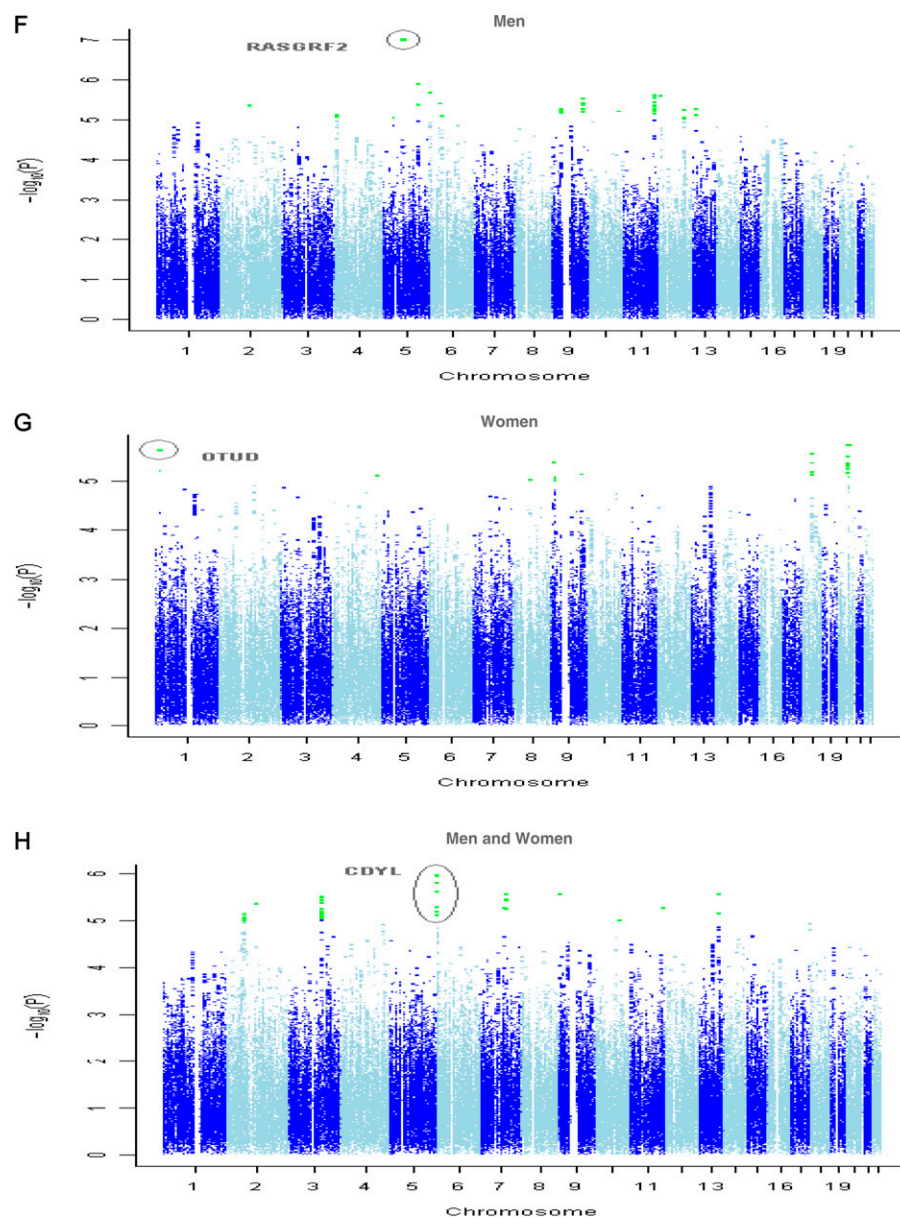 F
Men
RASGRF2
7
6
5
4
3
2
1
0
-log10(P)
1 2 3 4 5 6 7 8 9 11 13 16 19
Chromosome
G
Women
OTUD
5
4
3
2
1
0
-log10(P)
1 2 3 4 5 6 7 8 9 11 13 16 19
Chromosome
H
Men and Women
CDYL
6
5
4
3
2
1
0
-log10(P)
1 2 3 4 5 6 7 8 9 11 13 16 19
Chromosome